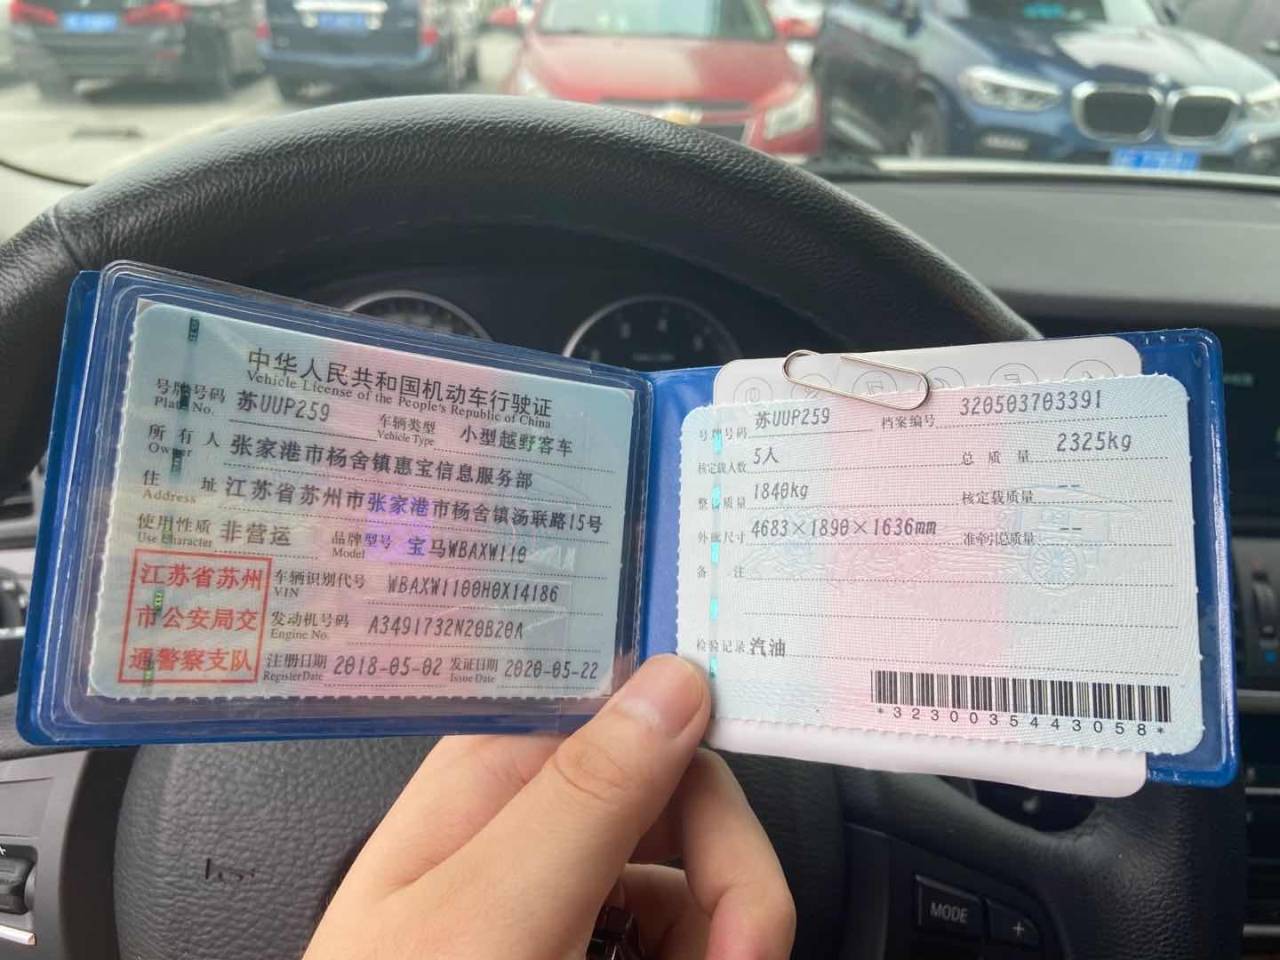 中华人民共和国机动车行驶证
Vehicle License of the People's Republic of China
号牌号码 苏UUP259 车辆类型 小型越野客车
Plate No. Vehicle Type
所有人 张家港市杨舍镇惠宝信息服务部
Owner
住址 江苏省苏州市张家港市杨舍镇汤联路15号
Address
使用性质 非营运 品牌型号 宝马WBAXW110
Use Character Model
江苏省苏州
市公安局交
通警察支队
车辆识别代号 WBAXW1100H0X14186
VIN
发动机号码 A3491732N20B20A
Engine No.
注册日期 2018-05-02 发证日期 2020-05-22
Register Date Issue Date
号牌号码 苏UUP259 档案编号 320503703391
核定载人数 5人 总质量 2325kg
整备质量 1840kg 核定载质量 --
外廓尺寸 4683×1890×1636mm 准牵引总质量 --
备注
检验记录 汽油
*3230035443058*
MODE
+